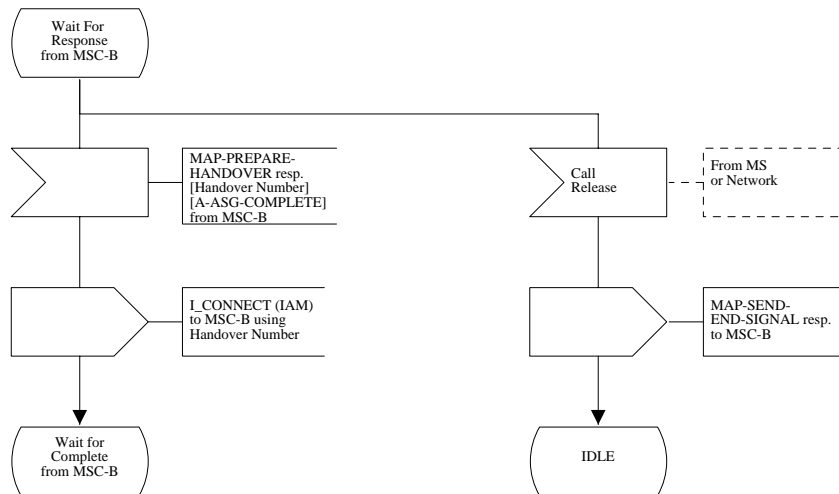 Wait For
Response
from MSC-B
MAP-PREPARE-
HANDOVER resp.
[Handover Number]
[A-ASG-COMPLETE]
from MSC-B
Call
Release
From MS
or Network
I_CONNECT (IAM)
to MSC-B using
Handover Number
MAP-SEND-
END-SIGNAL resp.
to MSC-B
Wait for
Complete
from MSC-B
IDLE